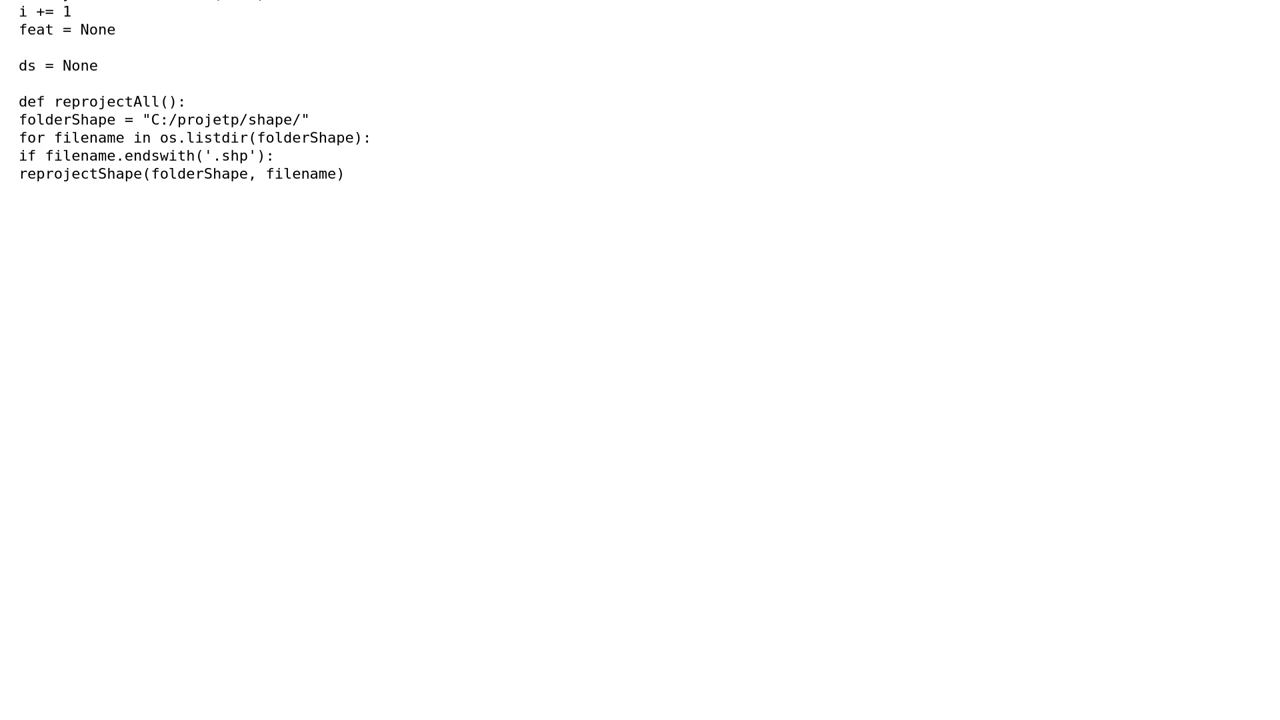 i += 1
feat = None

ds = None

def reprojectAll():
folderShape = "C:/projetp/shape/"
for filename in os.listdir(folderShape):
if filename.endswith('.shp'):
reprojectShape(folderShape, filename)